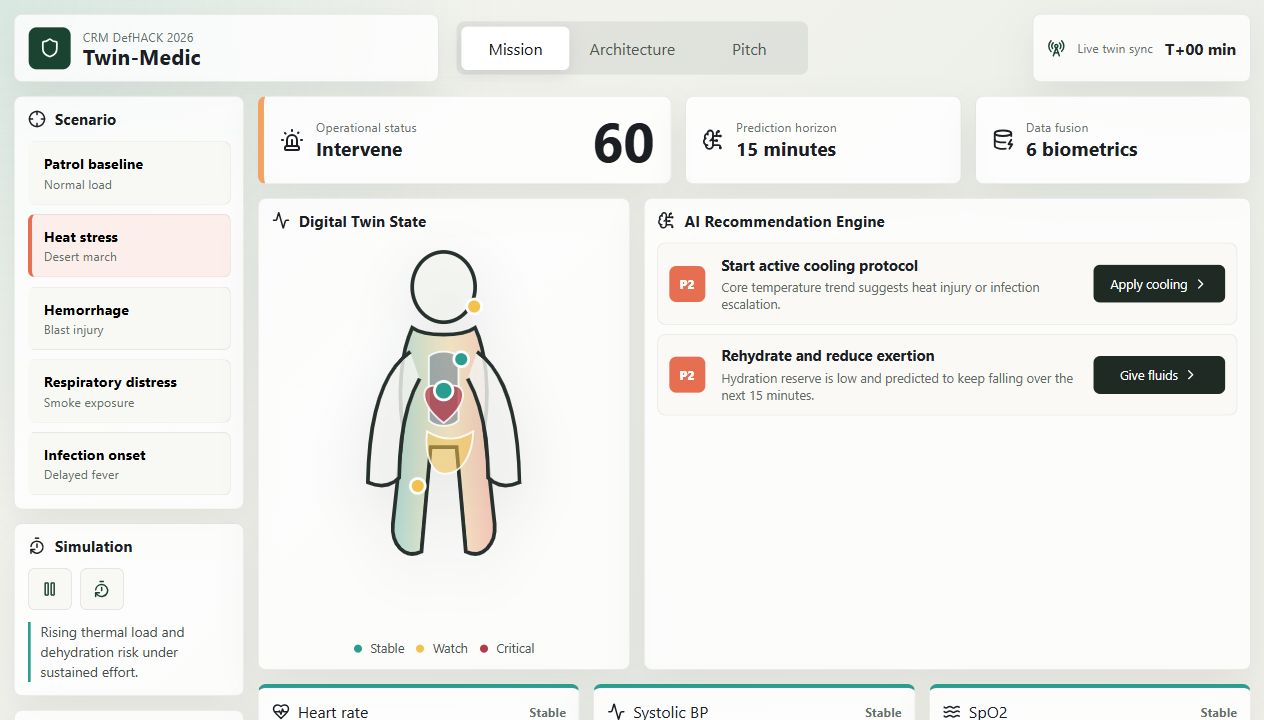 CRM DefHACK 2026
Twin-Medic
Mission
Architecture
Pitch
Live twin sync
T+00 min
Scenario
Patrol baseline
Normal load
Heat stress
Desert march
Hemorrhage
Blast injury
Respiratory distress
Smoke exposure
Infection onset
Delayed fever
Simulation
Rising thermal load and
dehydration risk under
sustained effort.
Operational status
Intervene
60
Prediction horizon
15 minutes
Data fusion
6 biometrics
Digital Twin State
Stable
Watch
Critical
AI Recommendation Engine
P2
Start active cooling protocol
Core temperature trend suggests heat injury or infection
escalation.
Apply cooling
P2
Rehydrate and reduce exertion
Hydration reserve is low and predicted to keep falling over the
next 15 minutes.
Give fluids
Heart rate
Stable
Systolic BP
Stable
SpO2
Stable